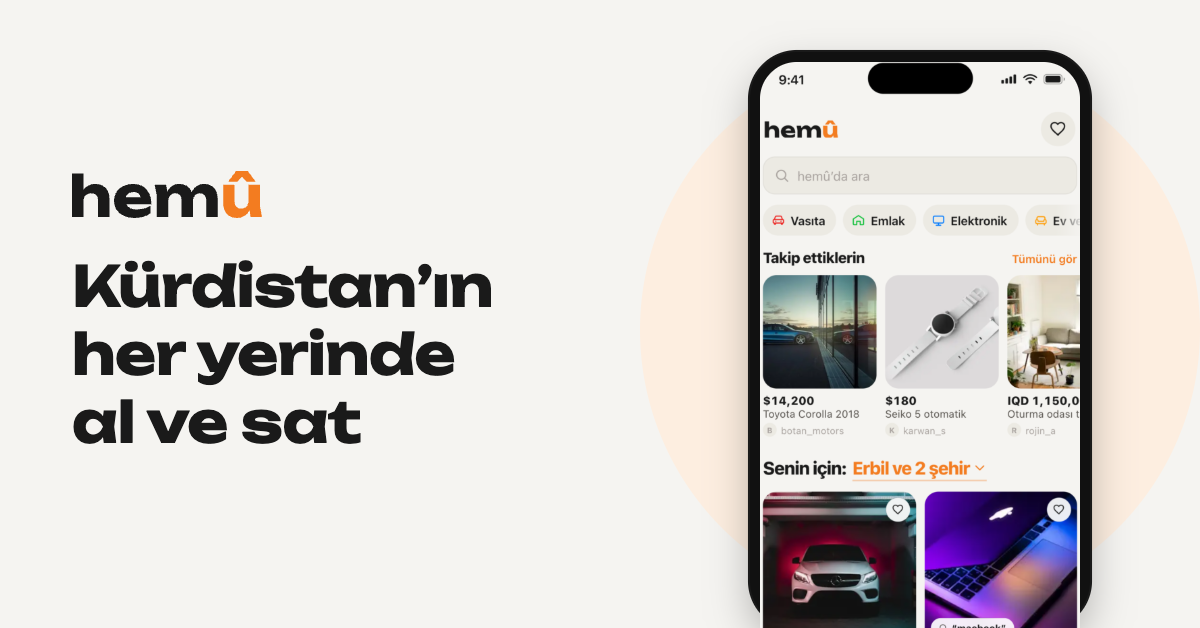 hemû
Kürdistan’ın
her yerinde
al ve sat
9:41
hemû
hemû'da ara
Vasıta
Emlak
Elektronik
Ev ve
Takip ettiklerin
Tümünü gör
$14,200
Toyota Corolla 2018
B botan_motors
$180
Seiko 5 otomatik
K karwan_s
IQD 1,150,0
Oturma odası t
R rojin_a
Senin için: Erbil ve 2 şehir
"macbook"